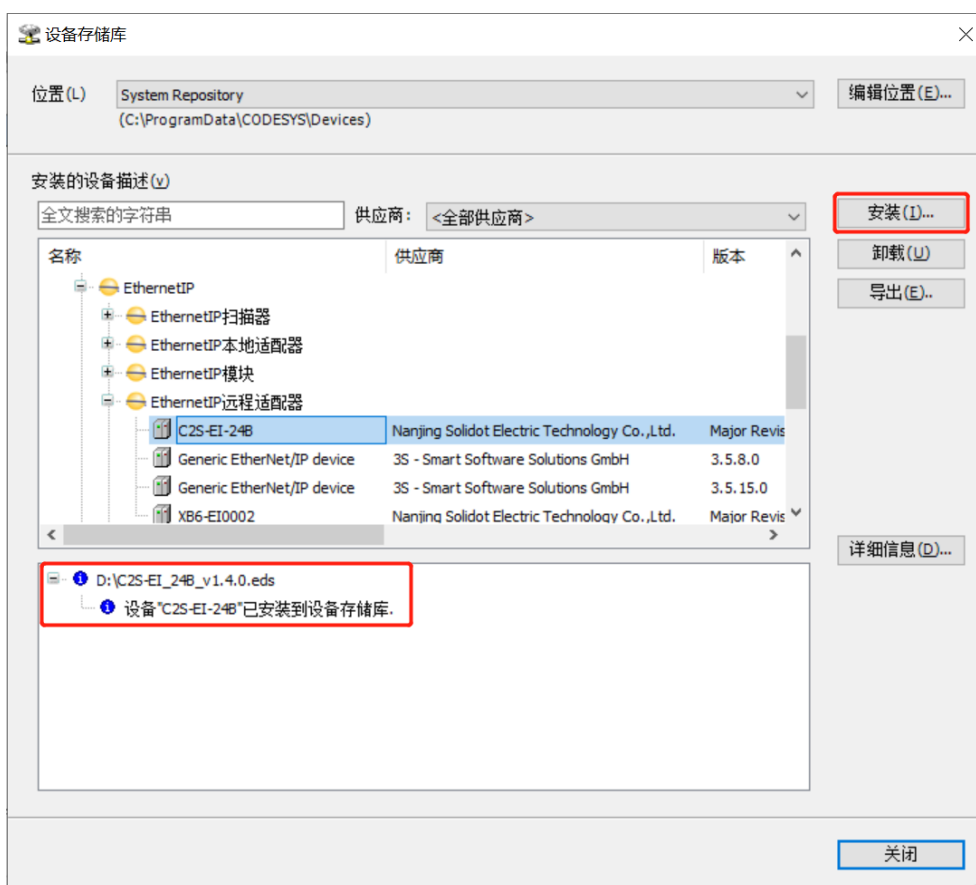 设备存储库
位置(L) System Repository 编辑位置(E)...
(C:\ProgramData\CODESYS\Devices)
安装的设备描述(v)
全文搜索的字符串 供应商: <全部供应商> 安装(I)...
名称 供应商 版本 卸载(U)
EthernetIP 导出(E)..
EthernetIP扫描器
EthernetIP本地适配器
EthernetIP模块
EthernetIP远程适配器
C2S-EI-24B Nanjing Solidot Electric Technology Co.,Ltd. Major Revis
Generic EtherNet/IP device 3S - Smart Software Solutions GmbH 3.5.8.0
Generic EtherNet/IP device 3S - Smart Software Solutions GmbH 3.5.15.0
XB6-EI0002 Nanjing Solidot Electric Technology Co.,Ltd. Major Revis
详细信息(D)...
D:\C2S-EI_24B_v1.4.0.eds
设备"C2S-EI-24B"已安装到设备存储库.
关闭